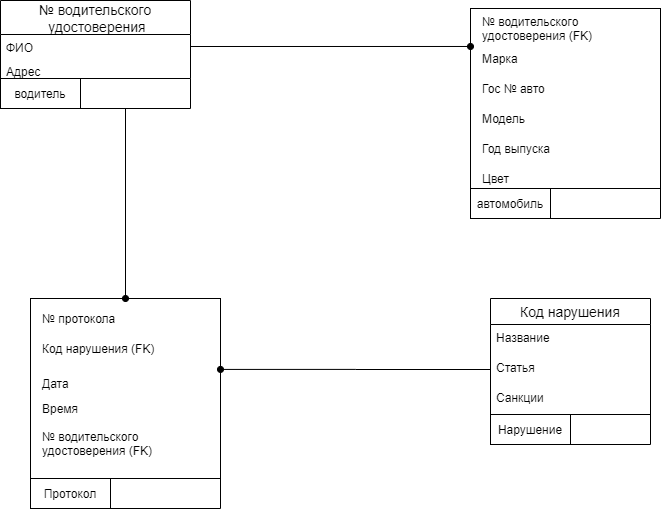 № водительского
удостоверения
ФИО
Адрес
водитель
№ водительского
удостоверения (FK)
Марка
Гос № авто
Модель
Год выпуска
Цвет
автомобиль
№ протокола
Код нарушения (FK)
Дата
Время
№ водительского
удостоверения (FK)
Протокол
Код нарушения
Название
Статья
Санкции
Нарушение